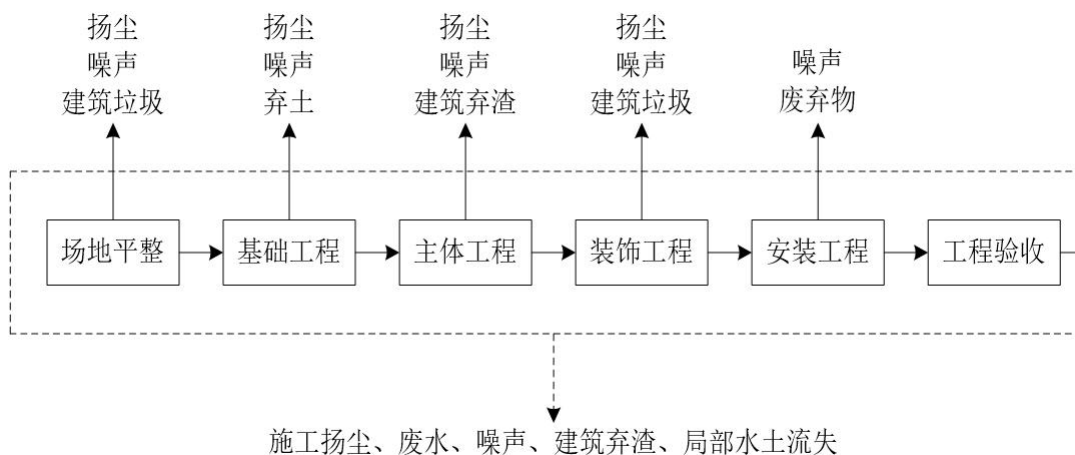 扬尘
噪声
建筑垃圾
扬尘
噪声
弃土
扬尘
噪声
建筑弃渣
扬尘
噪声
建筑垃圾
噪声
废弃物
场地平整
基础工程
主体工程
装饰工程
安装工程
工程验收
施工扬尘、废水、噪声、建筑弃渣、局部水土流失